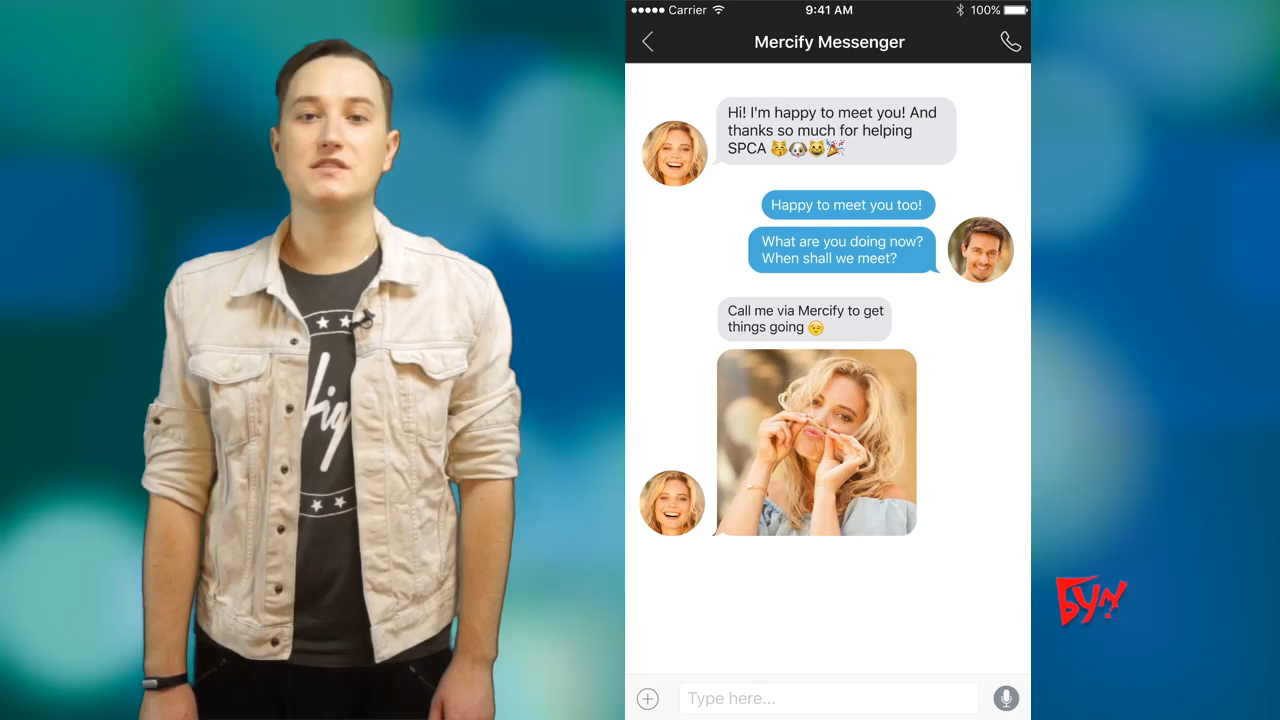 Carrier
9:41 AM
100%
Mercify Messenger
Hi! I'm happy to meet you! And
thanks so much for helping
SPCA
Happy to meet you too!
What are you doing now?
When shall we meet?
Call me via Mercify to get
things going
Type here...
БУМ